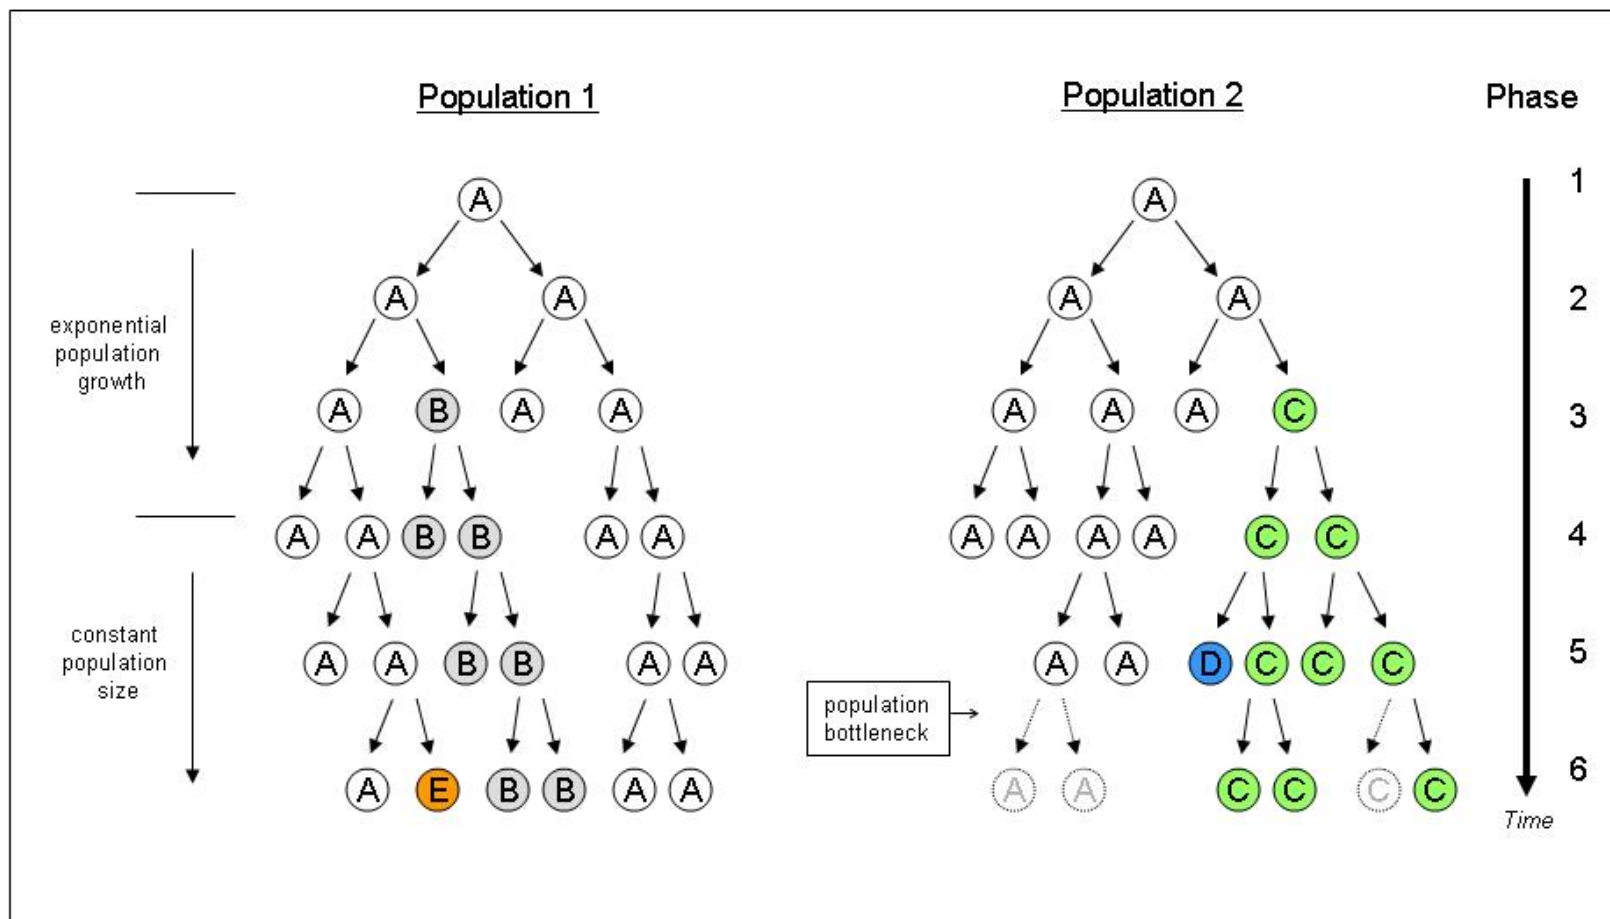 Population 1 Population 2 Phase
A A 1
A A A A 2
exponential
population
growth
A B A A A A A C 3
A A B B A A A A A A C C 4
constant
population
size
A A B B A A A A D C C C 5
population
bottleneck
A E B B A A A A C C C C 6
Time